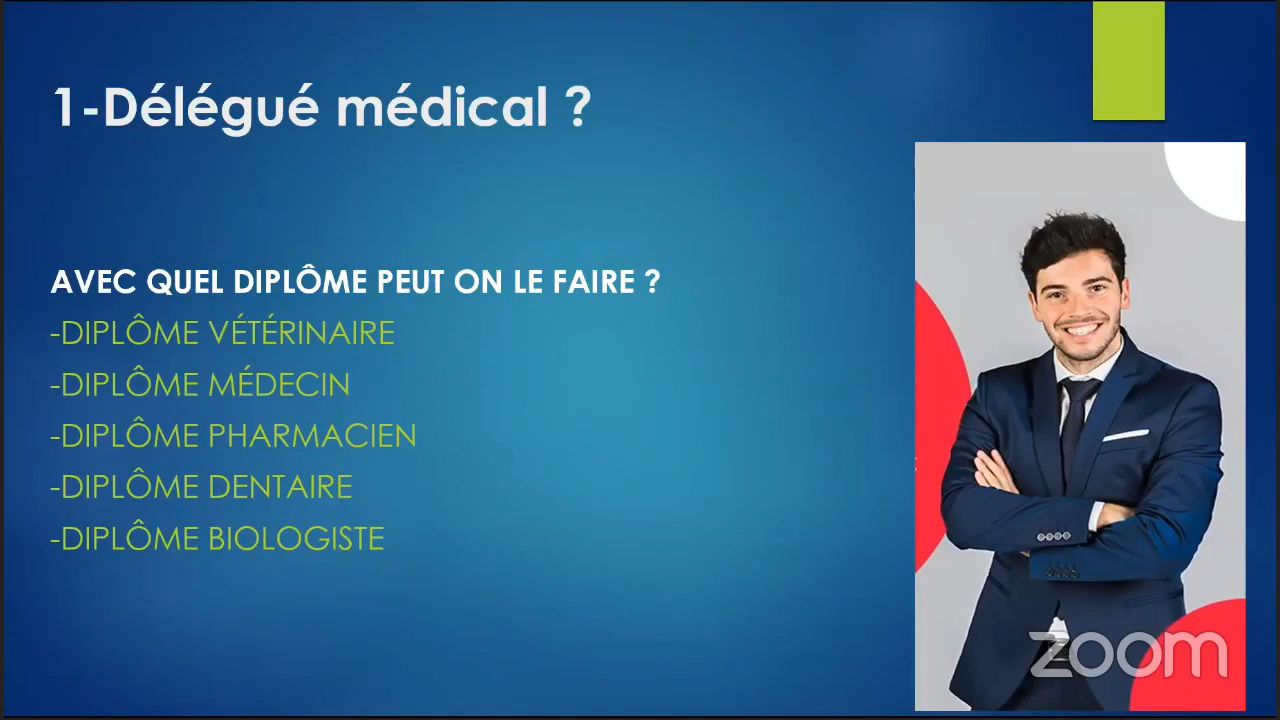 1-Délégué médical ?
AVEC QUEL DIPLÔME PEUT ON LE FAIRE ?
-DIPLÔME VÉTÉRINAIRE
-DIPLÔME MÉDECIN
-DIPLÔME PHARMACIEN
-DIPLÔME DENTAIRE
-DIPLÔME BIOLOGISTE
zoom